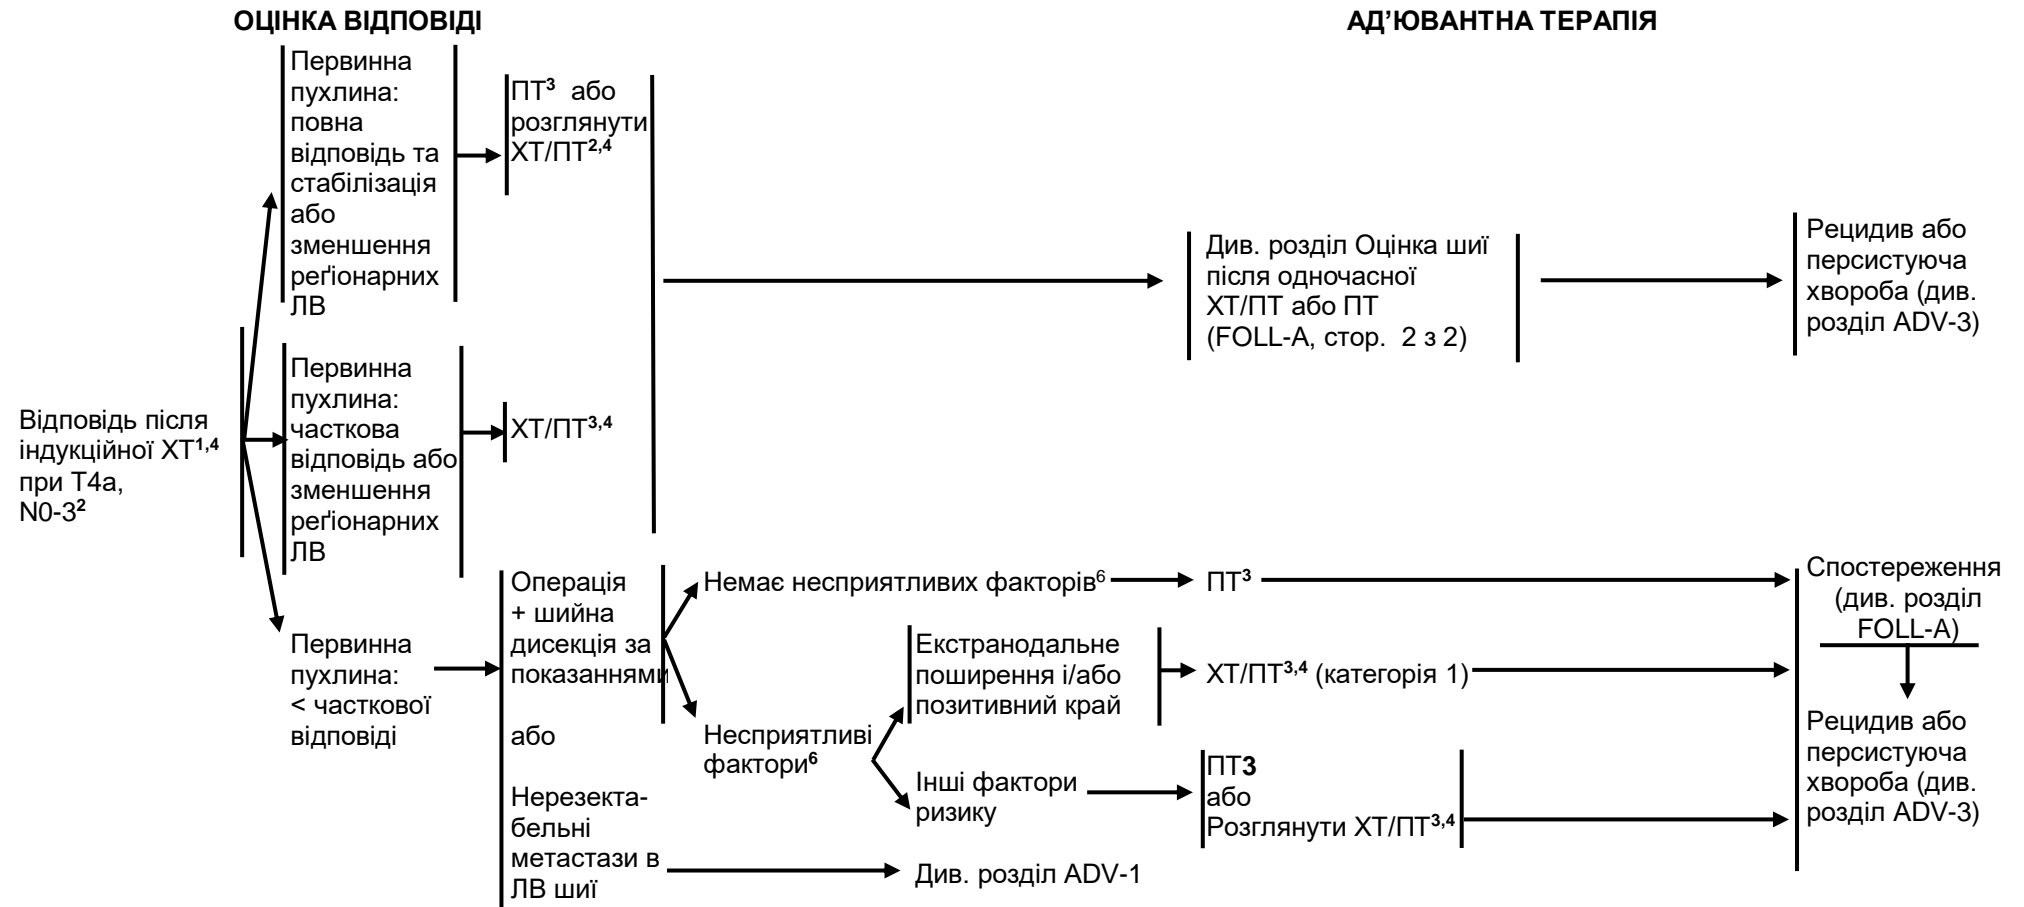 ОЦІНКА ВІДПОВІДІ
АД’ЮВАНТНА ТЕРАПІЯ
Відповідь після
індукційної ХТ1,4
при Т4а,
N0-32
Первинна
пухлина:
повна
відповідь та
стабілізація
або
зменшення
реґіонарних
ЛВ
ПТ3 або
розглянути
ХТ/ПТ2,4
Первинна
пухлина:
часткова
відповідь або
зменшення
реґіонарних
ЛВ
ХТ/ПТ3,4
Див. розділ Оцінка шиї
після одночасної
ХТ/ПТ або ПТ
(FOLL-A, стор. 2 з 2)
Рецидив або
персистуюча
хвороба (див.
розділ ADV-3)
Первинна
пухлина:
< часткової
відповіді
Операція
+ шийна
дисекція за
показаннями
або
Нерезекта-
бельні
метастази в
ЛВ шиї
Немає несприятливих факторів6
ПТ3
Несприятливі
фактори6
Екстранодальне
поширення і/або
позитивний край
ХТ/ПТ3,4 (категорія 1)
Інші фактори
ризику
ПТ3
або
Розглянути ХТ/ПТ3,4
Див. розділ ADV-1
Спостереження
(див. розділ
FOLL-A)
Рецидив або
персистуюча
хвороба (див.
розділ ADV-3)